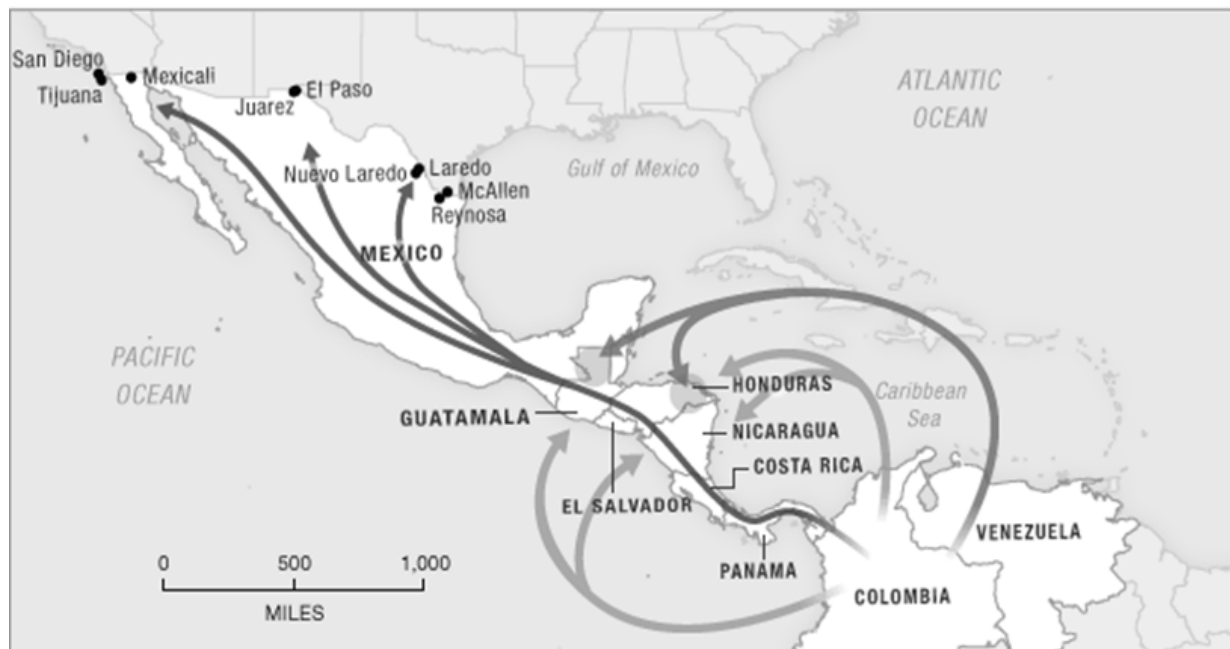 San Diego
Tijuana
Mexicali
El Paso
Juarez
Nuevo Laredo
Laredo
McAllen
Reynosa
MEXICO
Gulf of Mexico
ATLANTIC
OCEAN
PACIFIC
OCEAN
GUATAMALA
EL SALVADOR
HONDURAS
NICARAGUA
COSTA RICA
PANAMA
Caribbean
Sea
VENEZUELA
COLOMBIA
0 500 1,000
MILES